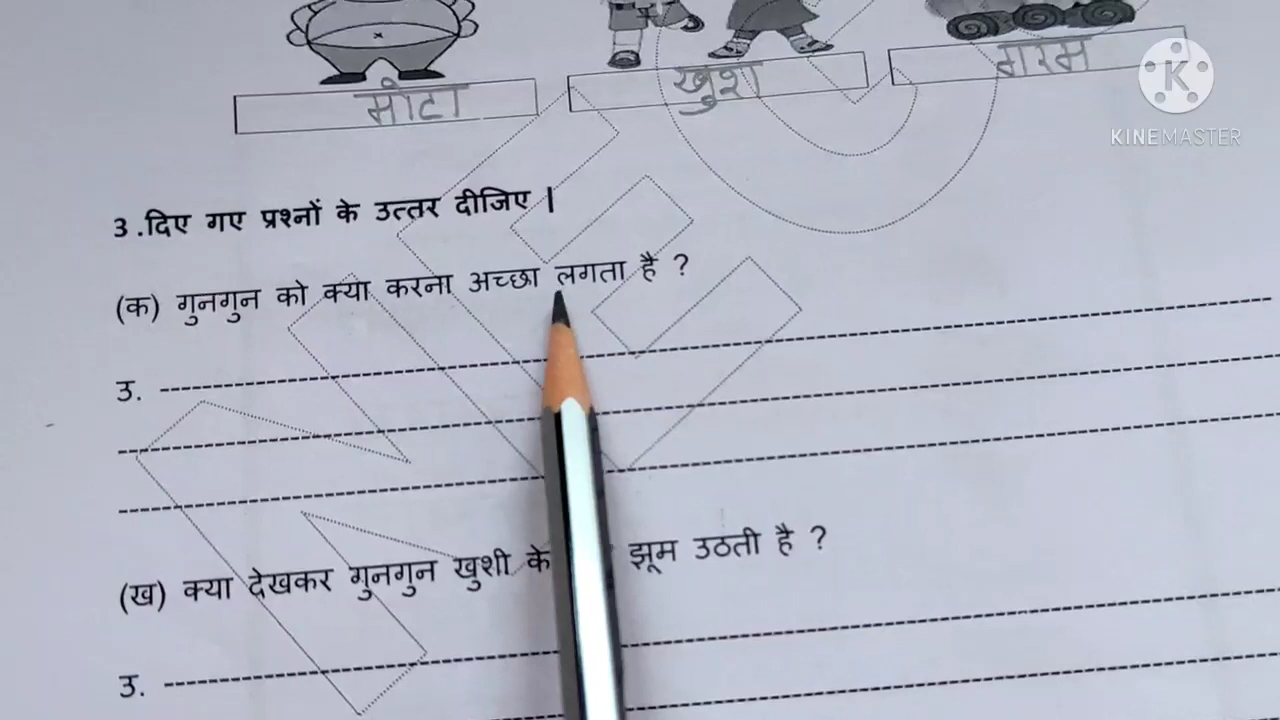 मोटा
खुश
गरम
KINEMASTER
3 .दिए गए प्रश्नों के उत्तर दीजिए |
(क) गुनगुन को क्या करना अच्छा लगता है ?
उ.
(ख) क्या देखकर गुनगुन खुशी के झूम उठती है ?
उ.